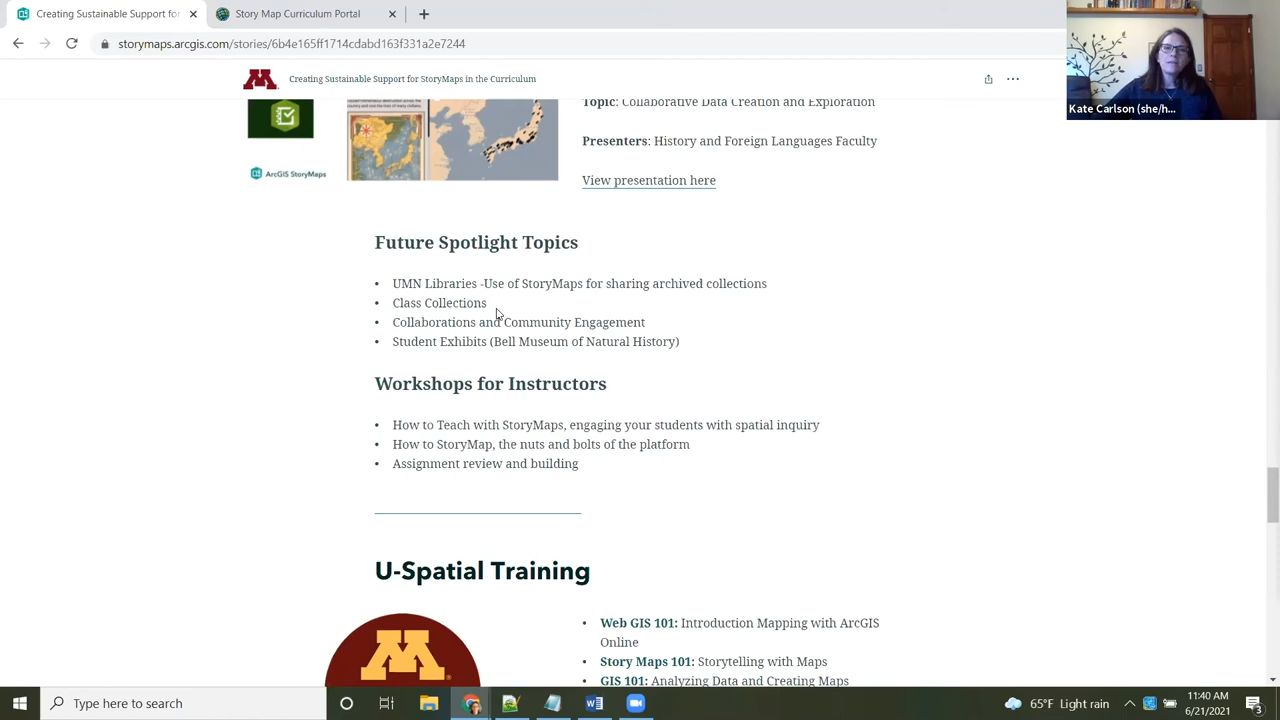 Creating Sustainable Support for
Story Map Curriculum Portal
storymaps.arcgis.com/stories/6b4e165ff1714cdabd163f331a2e7244
Kate Carlson (she/h...
Creating Sustainable Support for StoryMaps in the Curriculum
Topic: Collaborative Data Creation and Exploration
Presenters: History and Foreign Languages Faculty
ArcGIS StoryMaps
View presentation here
Future Spotlight Topics
• UMN Libraries -Use of StoryMaps for sharing archived collections
• Class Collections
• Collaborations and Community Engagement
• Student Exhibits (Bell Museum of Natural History)
Workshops for Instructors
• How to Teach with StoryMaps, engaging your students with spatial inquiry
• How to StoryMap, the nuts and bolts of the platform
• Assignment review and building
U-Spatial Training
• Web GIS 101: Introduction Mapping with ArcGIS
Online
• Story Maps 101: Storytelling with Maps
• GIS 101: Analyzing Data and Creating Maps
Type here to search
65°F Light rain
11:40 AM
6/21/2021
3